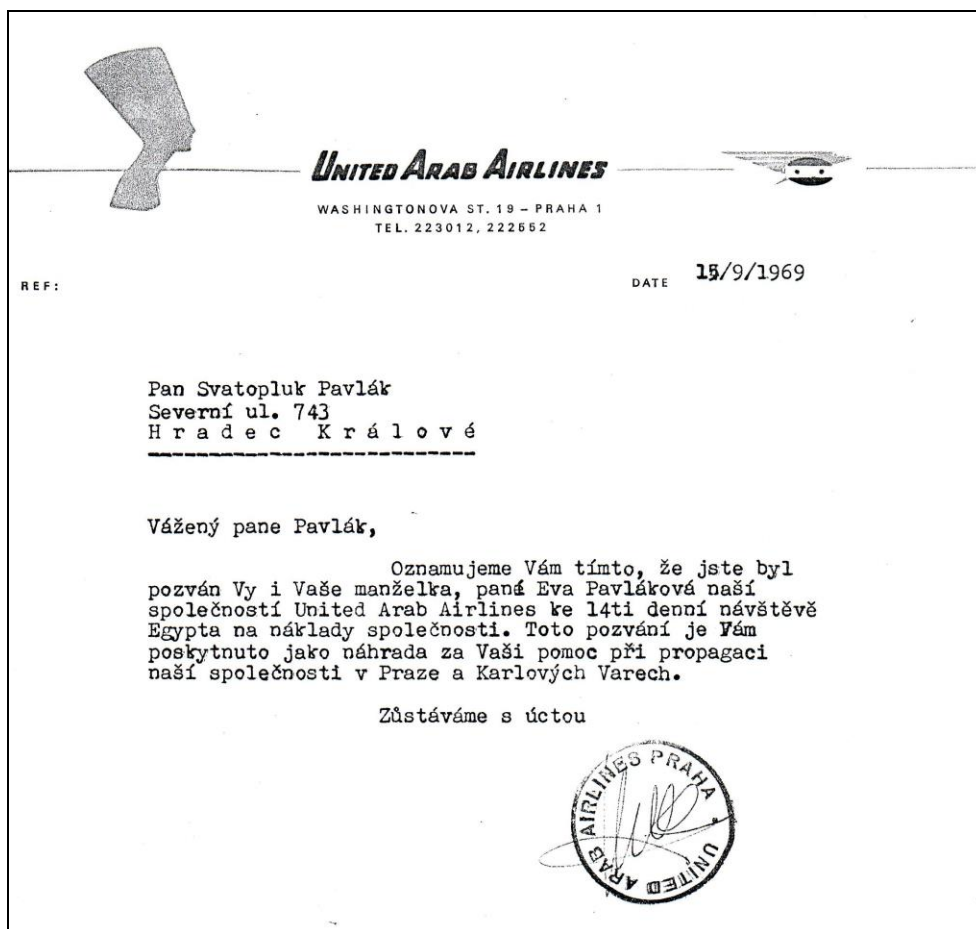 UNITED ARAB AIRLINES
WASHINGTONOVA ST. 19 – PRAHA 1
TEL. 223012, 222552
REF:
DATE 15/9/1969
Pan Svatopluk Pavlák
Severní ul. 743
Hradec Králové
Vážený pane Pavlák,
Oznamujeme Vám tímto, že jste byl
pozván Vy i Vaše manželka, paní Eva Pavláková naší
společností United Arab Airlines ke 14ti denní návštěvě
Egypta na náklady společnosti. Toto pozvání je Vám
poskytnuto jako náhrada za Vaši pomoc při propagaci
naší společnosti v Praze a Karlových Varech.
Zůstáváme s úctou
UNITED ARAB AIRLINES PRAHA